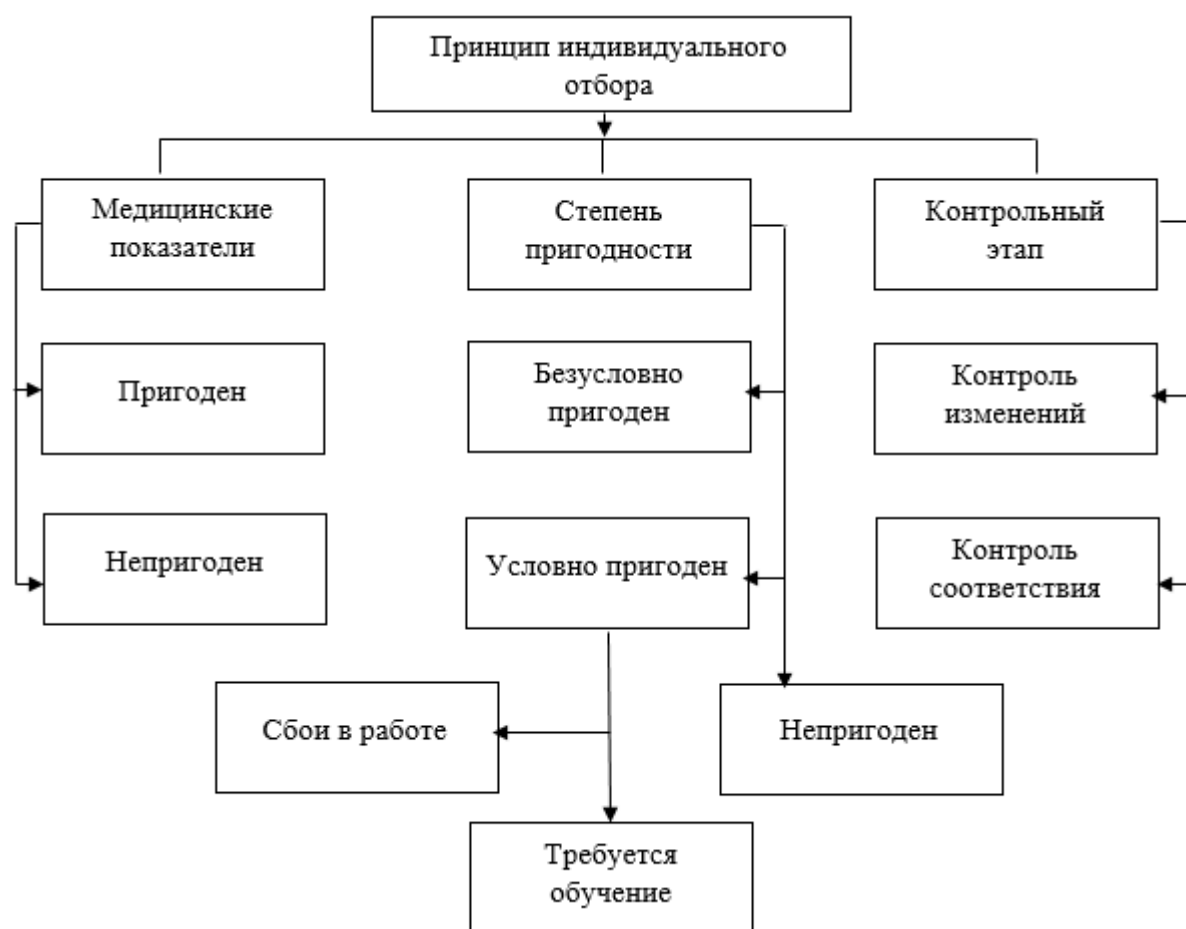 Принцип индивидуального
отбора
Медицинские
показатели
Степень
пригодности
Контрольный
этап
Пригоден
Безусловно
пригоден
Контроль
изменений
Непригоден
Условно пригоден
Контроль
соответствия
Сбои в работе
Непригоден
Требуется
обучение